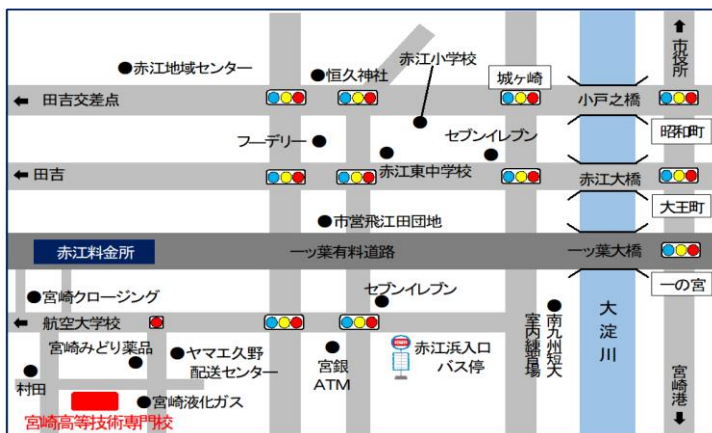 市役所
赤江小学校
赤江地域センター
恒久神社
城ヶ崎
← 田吉交差点
小戸之橋
昭和町
フーデリー
セブンイレブン
赤江東中学校
← 田吉
赤江大橋
大王町
市営飛江田団地
赤江料金所
一ッ葉有料道路
一ッ葉大橋
一の宮
宮崎クロージング
セブンイレブン
← 航空大学校
宮崎みどり薬品
ヤマエ久野
配送センター
宮銀
ATM
赤江浜入口
バス停
室内練習場
南九州短大
大淀川
宮崎港
村田
宮崎液化ガス
宮崎高等技術専門校